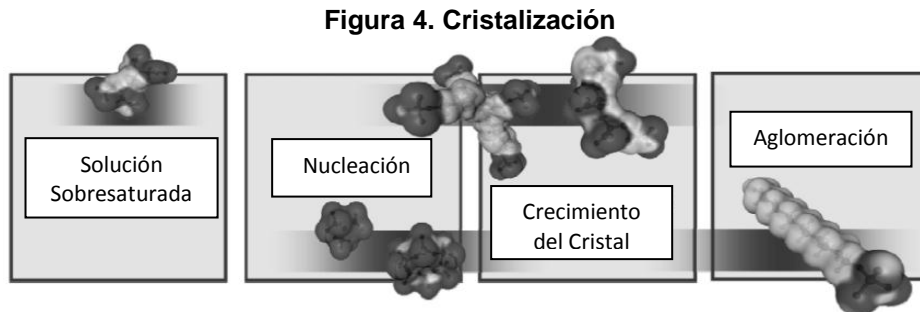 Figura 4. Cristalización
Solución
Sobresaturada
Nucleación
Crecimiento
del Cristal
Aglomeración